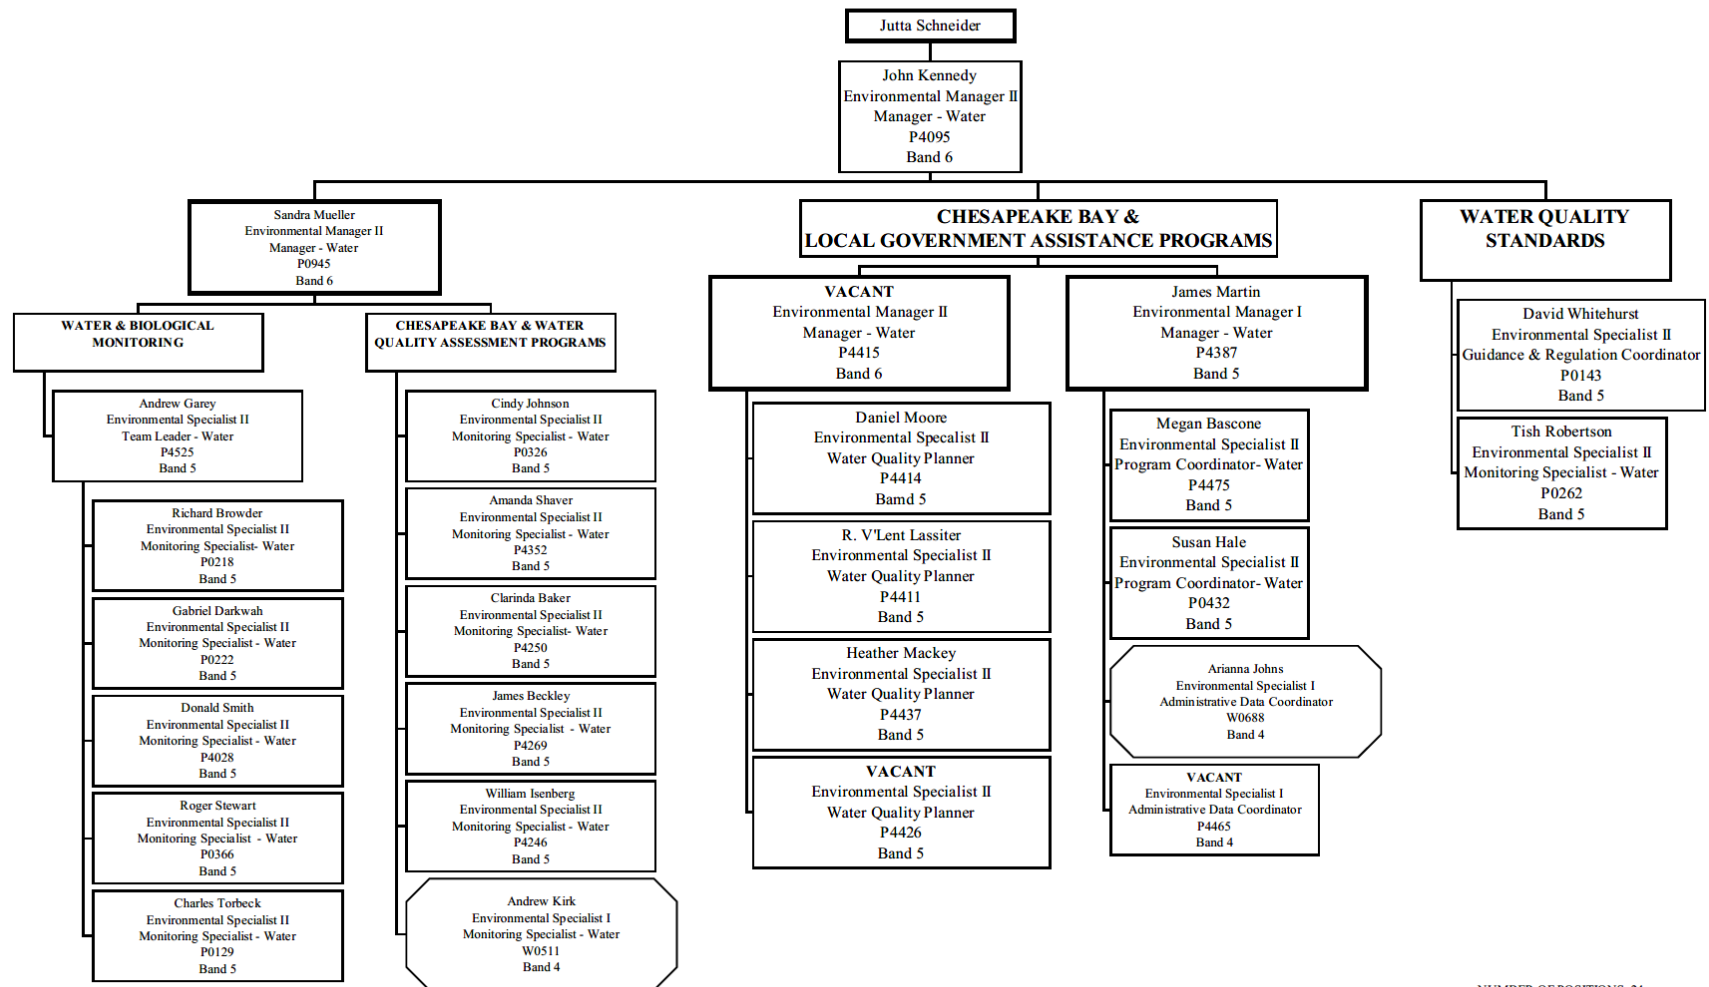 Jutta Schneider
John Kennedy
Environmental Manager II
Manager - Water
P4095
Band 6
Sandra Mueller
Environmental Manager II
Manager - Water
P0945
Band 6
WATER & BIOLOGICAL
MONITORING
Andrew Garey
Environmental Specialist II
Team Leader - Water
P4525
Band 5
Richard Browder
Environmental Specialist II
Monitoring Specialist- Water
P0218
Band 5
Gabriel Darkwah
Environmental Specialist II
Monitoring Specialist - Water
P0222
Band 5
Donald Smith
Environmental Specialist II
Monitoring Specialist - Water
P4028
Band 5
Roger Stewart
Environmental Specialist II
Monitoring Specialist - Water
P0366
Band 5
Charles Torbeck
Environmental Specialist II
Monitoring Specialist - Water
P0129
Band 5
CHESAPEAKE BAY & WATER
QUALITY ASSESSMENT PROGRAMS
Cindy Johnson
Environmental Specialist II
Monitoring Specialist - Water
P0326
Band 5
Amanda Shaver
Environmental Specialist II
Monitoring Specialist - Water
P4352
Band 5
Clarinda Baker
Environmental Specialist II
Monitoring Specialist- Water
P4250
Band 5
James Beckley
Environmental Specialist II
Monitoring Specialist - Water
P4269
Band 5
William Isenberg
Environmental Specialist II
Monitoring Specialist - Water
P4246
Band 5
Andrew Kirk
Environmental Specialist I
Monitoring Specialist - Water
W0511
Band 4
CHESAPEAKE BAY &
LOCAL GOVERNMENT ASSISTANCE PROGRAMS
VACANT
Environmental Manager II
Manager - Water
P4415
Band 6
Daniel Moore
Environmental Specalist II
Water Quality Planner
P4414
Bamd 5
R. V'Lent Lassiter
Environmental Specialist II
Water Quality Planner
P4411
Band 5
Heather Mackey
Environmental Specialist II
Water Quality Planner
P4437
Band 5
VACANT
Environmental Specialist II
Water Quality Planner
P4426
Band 5
James Martin
Environmental Manager I
Manager - Water
P4387
Band 5
Megan Bascone
Environmental Specialist II
Program Coordinator- Water
P4475
Band 5
Susan Hale
Environmental Specialist II
Program Coordinator- Water
P0432
Band 5
Arianna Johns
Environmental Specialist I
Administrative Data Coordinator
W0688
Band 4
VACANT
Environmental Specialist I
Administrative Data Coordinator
P4465
Band 4
WATER QUALITY
STANDARDS
David Whitehurst
Environmental Specialist II
Guidance & Regulation Coordinator
P0143
Band 5
Tish Robertson
Environmental Specialist II
Monitoring Specialist - Water
P0262
Band 5